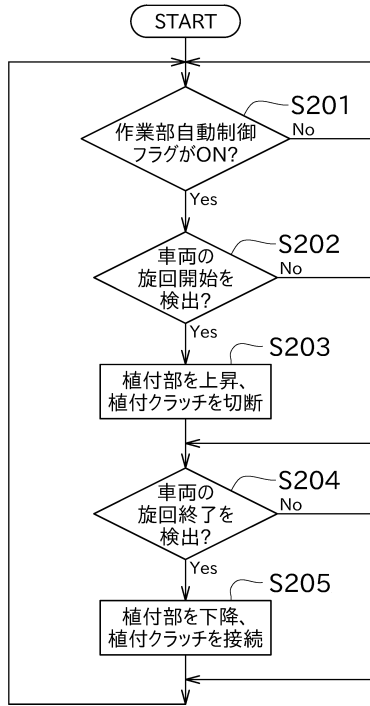 START
S201
作業部自動制御
フラグがON?
No
Yes
S202
車両の
旋回開始を
検出?
No
Yes
S203
植付部を上昇、
植付クラッチを切断
S204
車両の
旋回終了を
検出?
No
Yes
S205
植付部を下降、
植付クラッチを接続